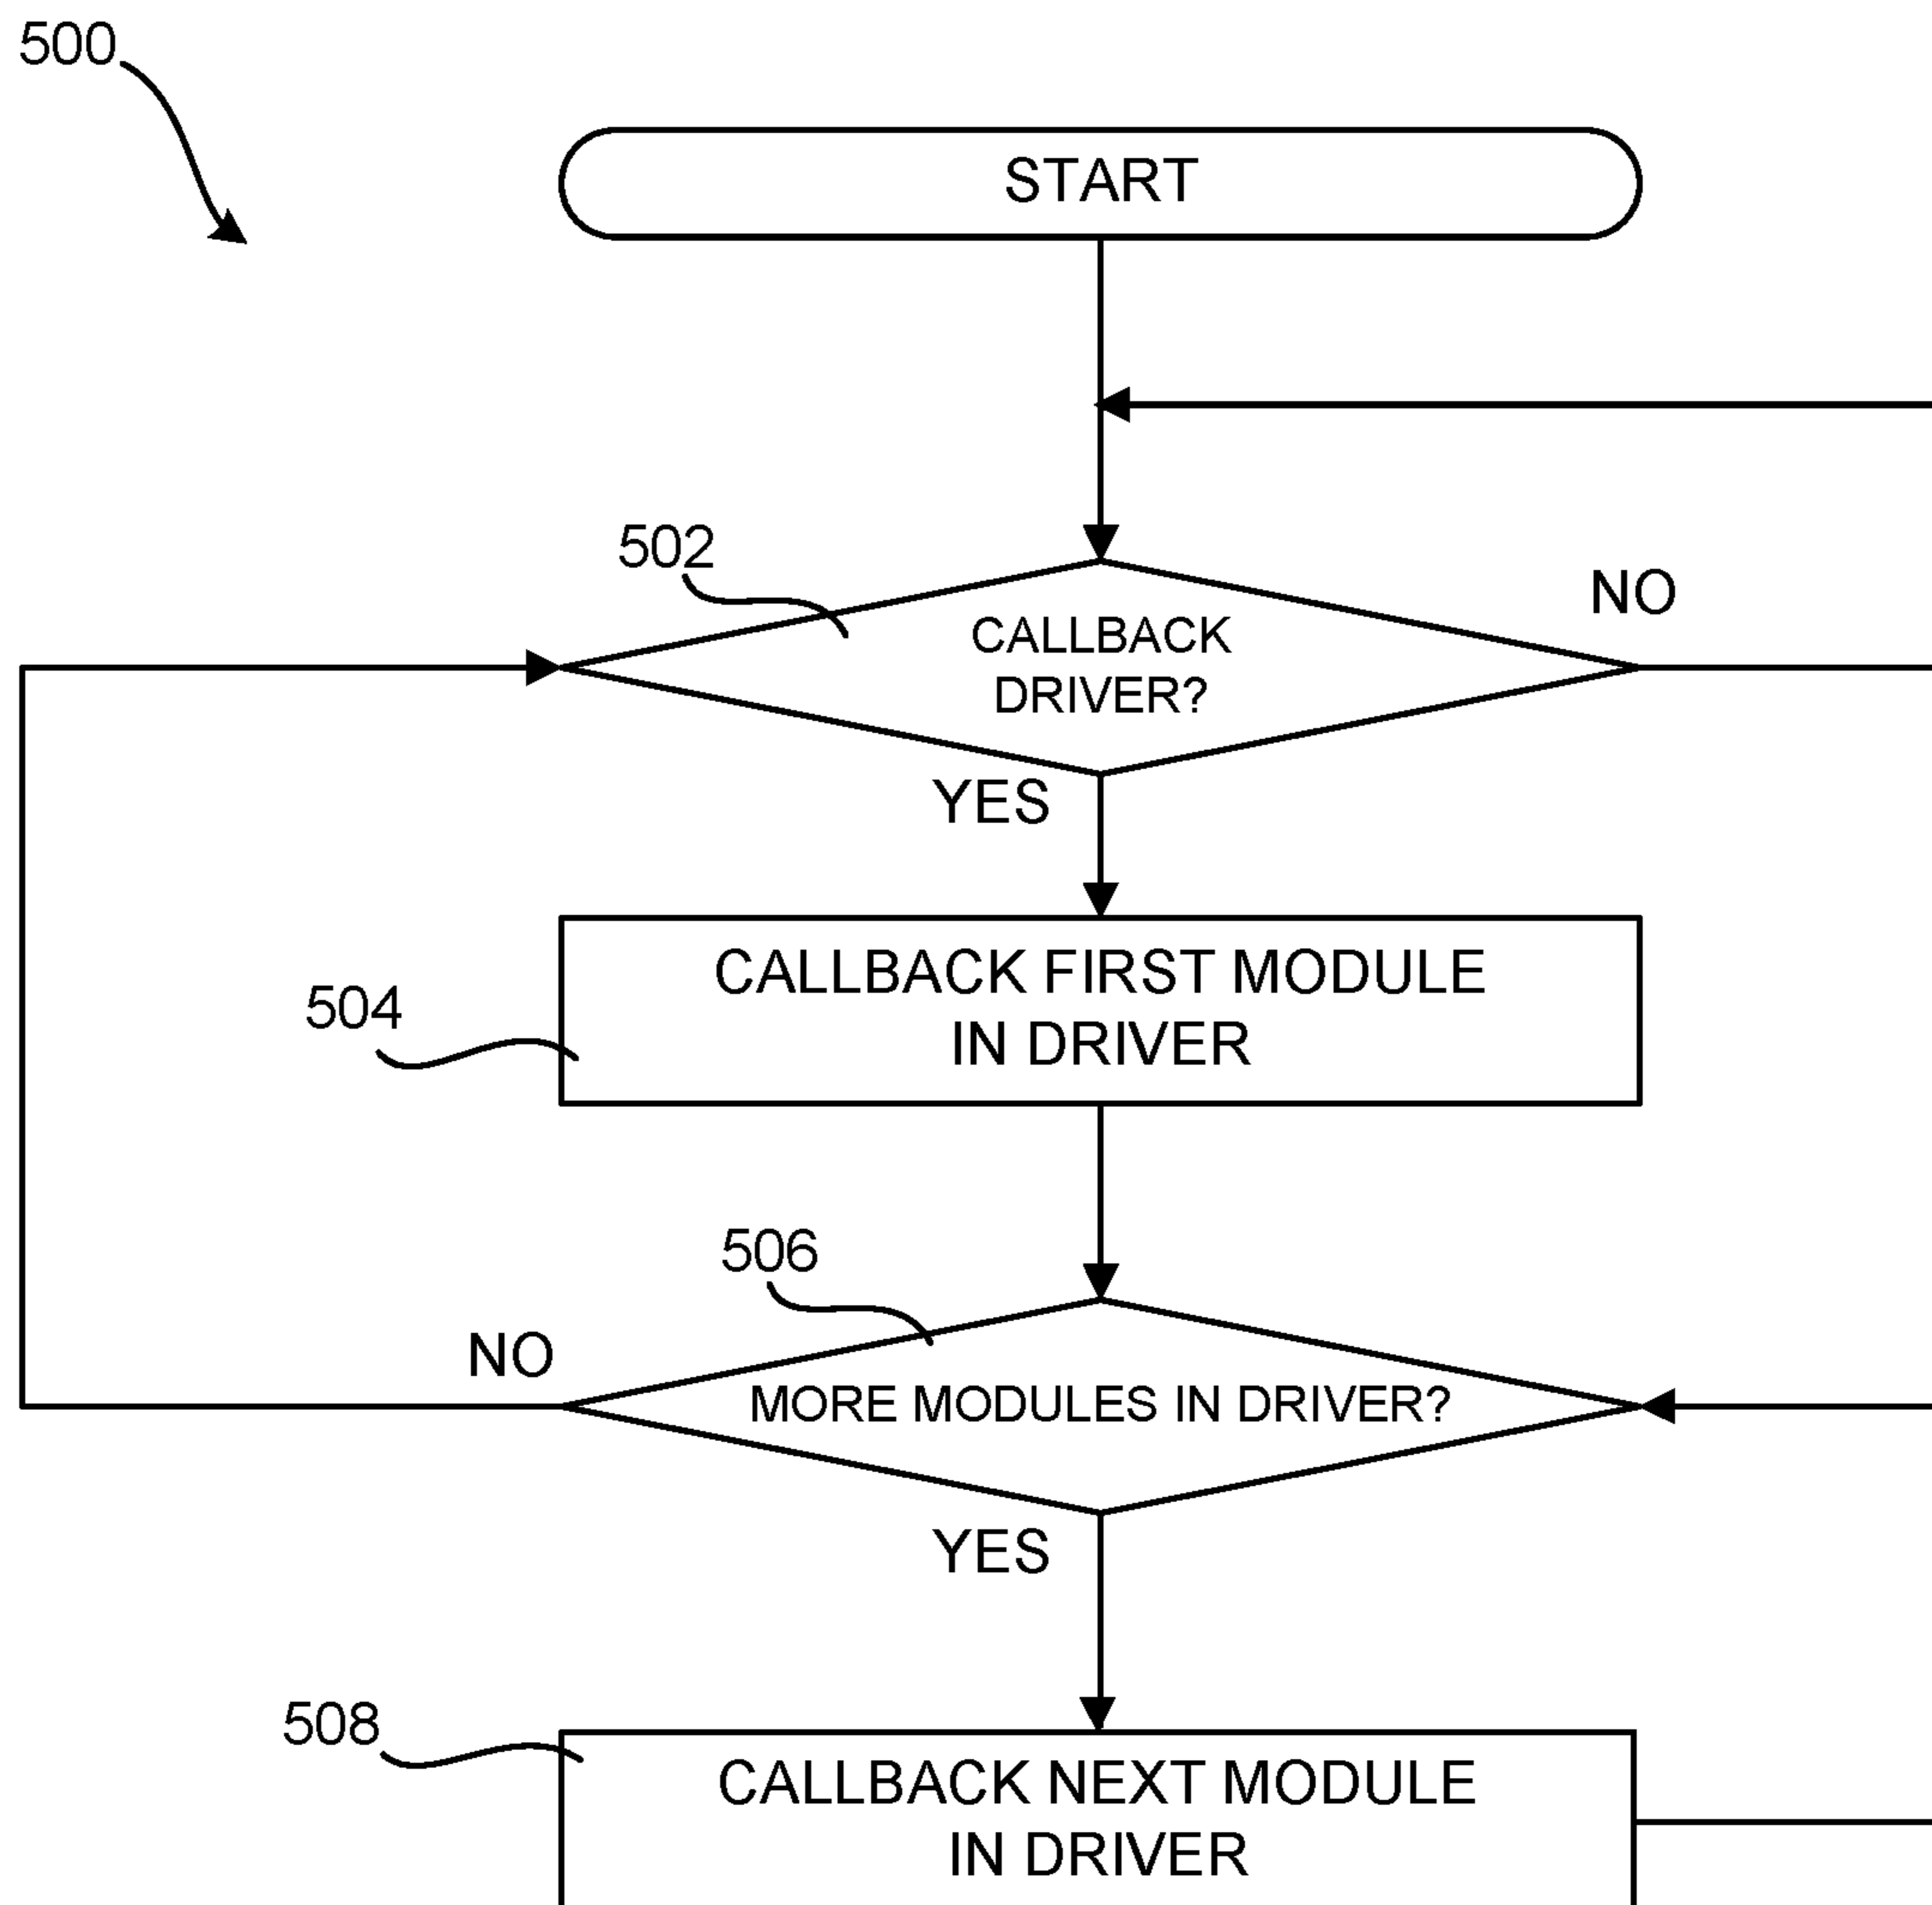 500
START
502
NO
CALLBACK
DRIVER?
YES
CALLBACK FIRST MODULE
IN DRIVER
504
506
NO
MORE MODULES IN DRIVER?
YES
508
CALLBACK NEXT MODULE
IN DRIVER